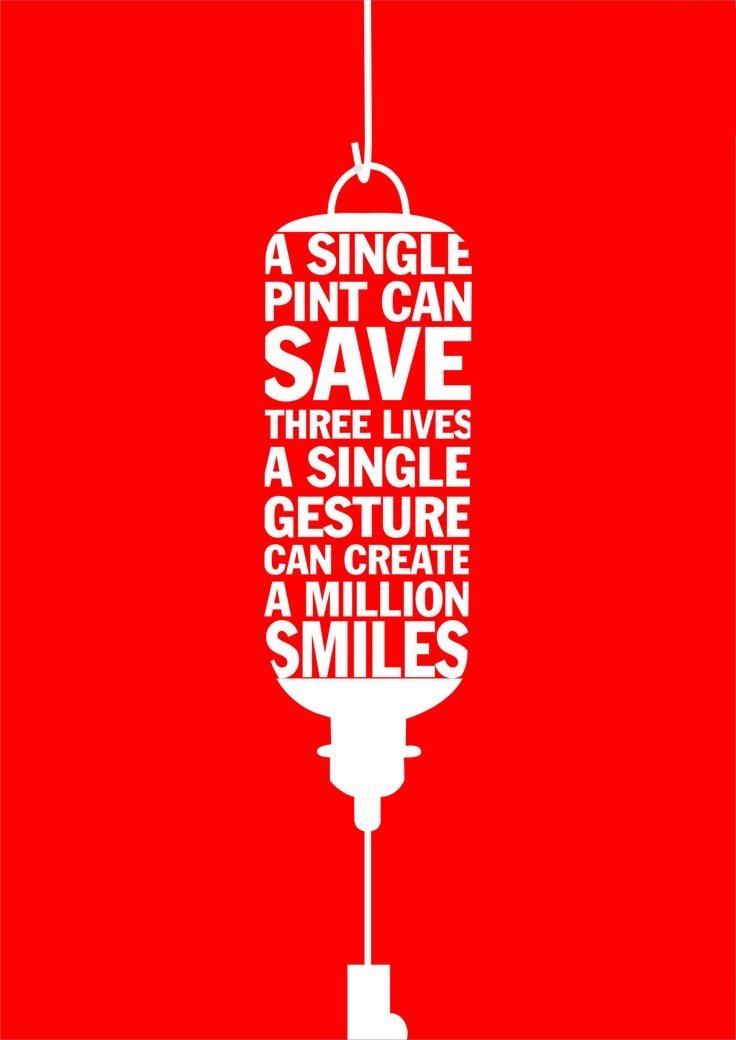 A SINGLE
PINT CAN
SAVE
THREE LIVES
A SINGLE
GESTURE
CAN CREATE
A MILLION
SMILES